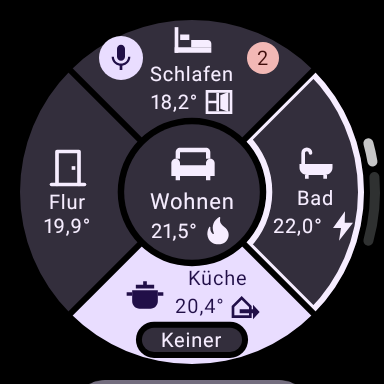 2
Schlafen
18,2°
Flur
19,9°
Wohnen
21,5°
Bad
22,0°
Küche
20,4°
Keiner